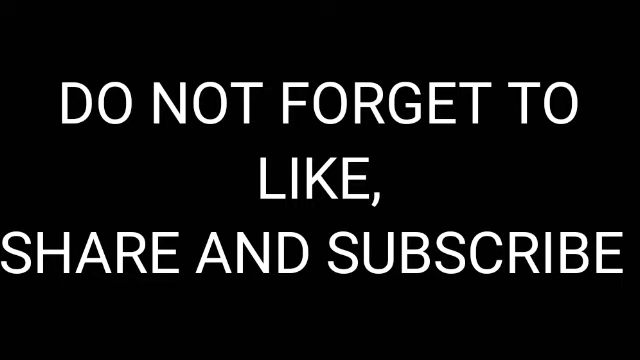 DO NOT FORGET TO
LIKE,
SHARE AND SUBSCRIBE